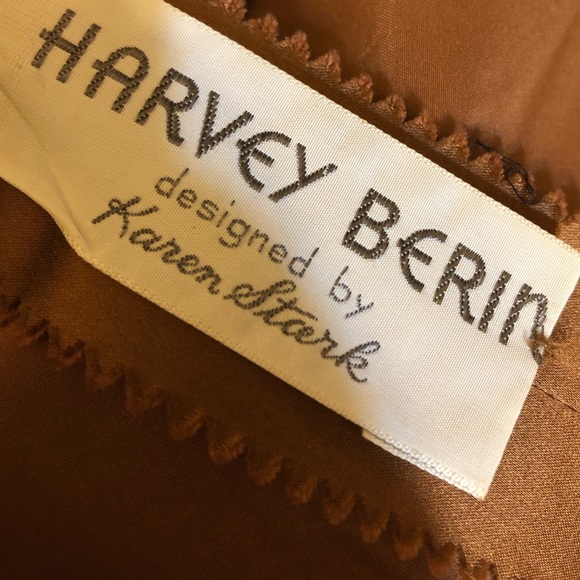 HARVEY BERIN
designed by
Karen Stark